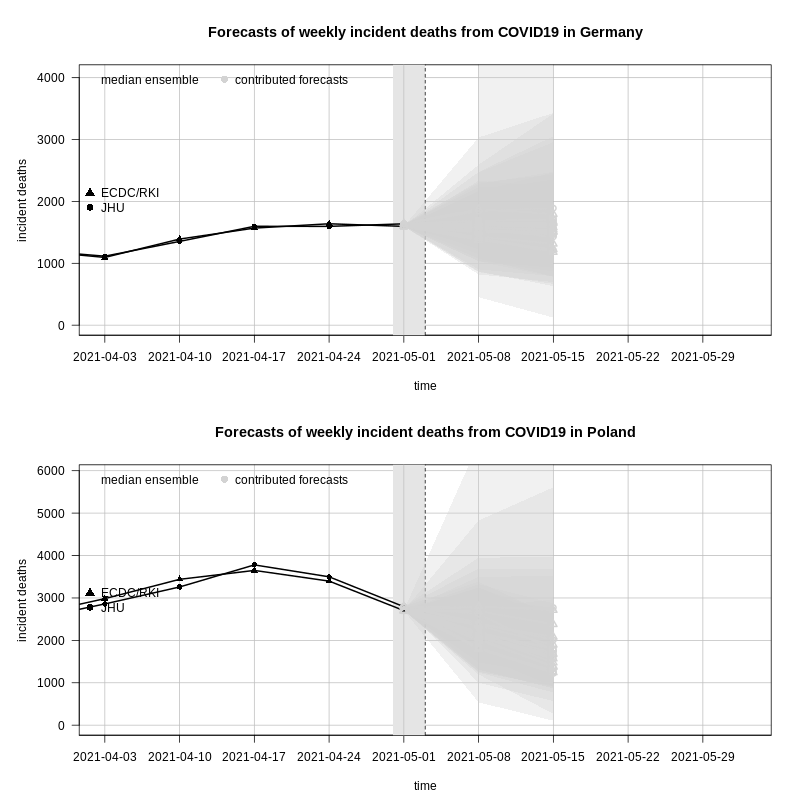 Forecasts of weekly incident deaths from COVID19 in Germany
median ensemble contributed forecasts
4000
3000
2000
1000
0
incident deaths
ECDC/RKI
JHU
2021-04-03 2021-04-10 2021-04-17 2021-04-24 2021-05-01 2021-05-08 2021-05-15 2021-05-22 2021-05-29
time
Forecasts of weekly incident deaths from COVID19 in Poland
median ensemble contributed forecasts
6000
5000
4000
3000
2000
1000
0
incident deaths
ECDC/RKI
JHU
2021-04-03 2021-04-10 2021-04-17 2021-04-24 2021-05-01 2021-05-08 2021-05-15 2021-05-22 2021-05-29
time